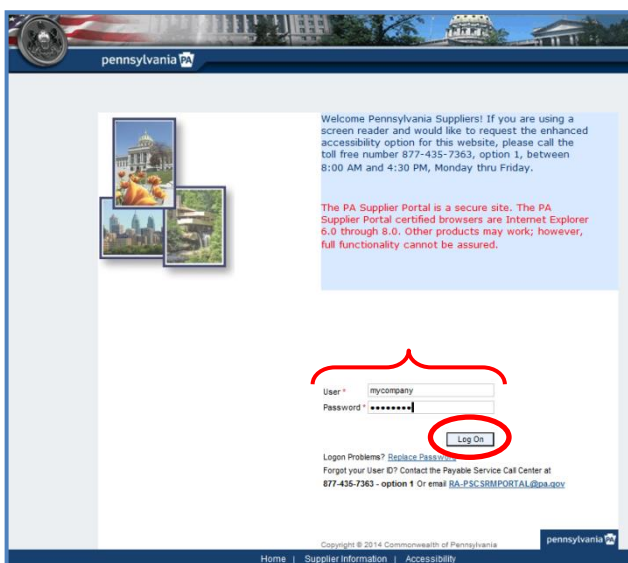 pennsylvania PA
Welcome Pennsylvania Suppliers! If you are using a
screen reader and would like to request the enhanced
accessibility option for this website, please call the
toll free number 877-435-7363, option 1, between
8:00 AM and 4:30 PM, Monday thru Friday.
The PA Supplier Portal is a secure site. The PA
Supplier Portal certified browsers are Internet Explorer
6.0 through 8.0. Other products may work; however,
full functionality cannot be assured.
User * mycompany
Password * ••••••••
Log On
Logon Problems? Replace Password
Forgot your User ID? Contact the Payable Service Call Center at
877-435-7363 - option 1 Or email RA-PSCSRMPORTAL@pa.gov
Copyright © 2014 Commonwealth of Pennsylvania
pennsylvania PA
Home | Supplier Information | Accessibility